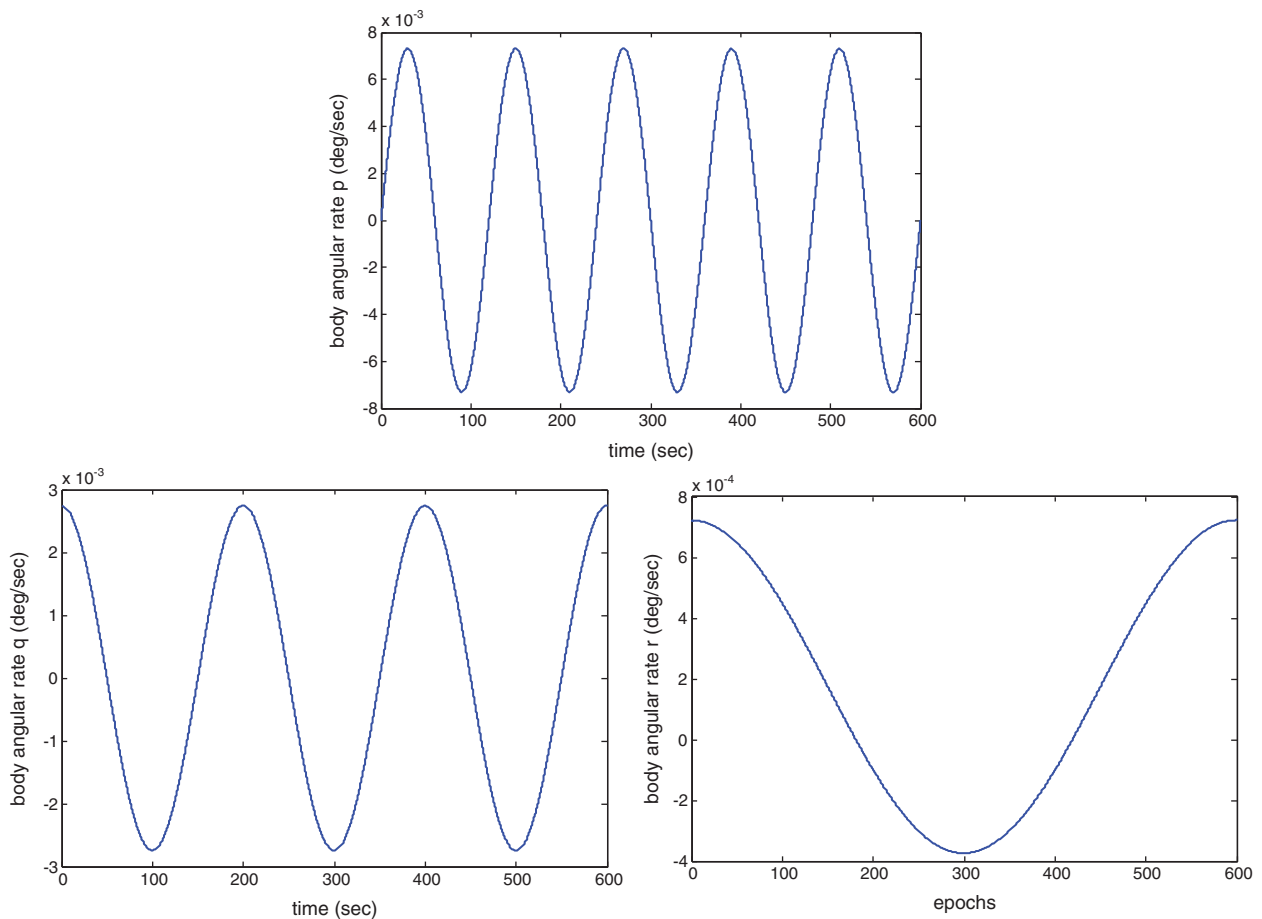 x 10-3
8
6
4
2
0
-2
-4
-6
-8
body angular rate p (deg/sec)
0 100 200 300 400 500 600
time (sec)
x 10-3
3
2
1
0
-1
-2
-3
body angular rate q (deg/sec)
0 100 200 300 400 500 600
time (sec)
x 10-4
8
6
4
2
0
-2
-4
body angular rate r (deg/sec)
0 100 200 300 400 500 600
epochs